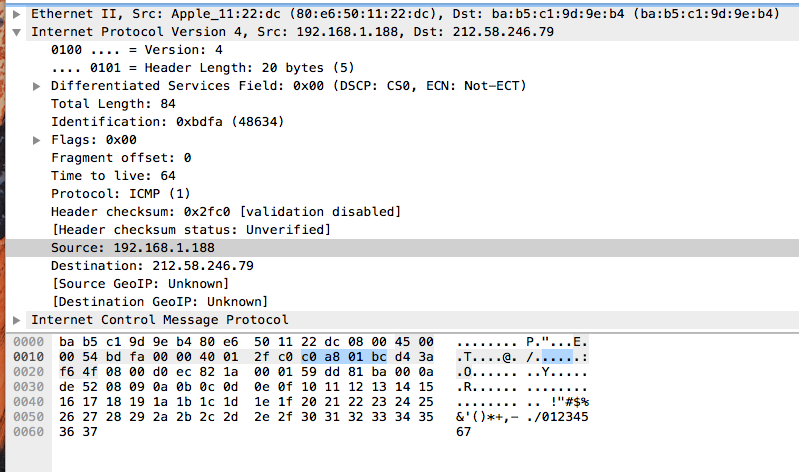 Ethernet II, Src: Apple_11:22:dc (80:e6:50:11:22:dc), Dst: ba:b5:c1:9d:9e:b4 (ba:b5:c1:9d:9e:b4)
Internet Protocol Version 4, Src: 192.168.1.188, Dst: 212.58.246.79
0100 .... = Version: 4
.... 0101 = Header Length: 20 bytes (5)
Differentiated Services Field: 0x00 (DSCP: CS0, ECN: Not-ECT)
Total Length: 84
Identification: 0xbdfa (48634)
Flags: 0x00
Fragment offset: 0
Time to live: 64
Protocol: ICMP (1)
Header checksum: 0x2fc0 [validation disabled]
[Header checksum status: Unverified]
Source: 192.168.1.188
Destination: 212.58.246.79
[Source GeoIP: Unknown]
[Destination GeoIP: Unknown]
Internet Control Message Protocol
0000 ba b5 c1 9d 9e b4 80 e6 50 11 22 dc 08 00 45 00 ........ P."...E.
0010 00 54 bd fa 00 00 40 01 2f c0 c0 a8 01 bc d4 3a .T....@. /......:
0020 f6 4f 08 00 d0 ec 82 1a 00 01 59 dd 81 ba 00 0a .O...... ..Y.....
0030 de 52 08 09 0a 0b 0c 0d 0e 0f 10 11 12 13 14 15 .R...... ........
0040 16 17 18 19 1a 1b 1c 1d 1e 1f 20 21 22 23 24 25 ........ .. !"#$%
0050 26 27 28 29 2a 2b 2c 2d 2e 2f 30 31 32 33 34 35 &'()*+,- ./012345
0060 36 37 67